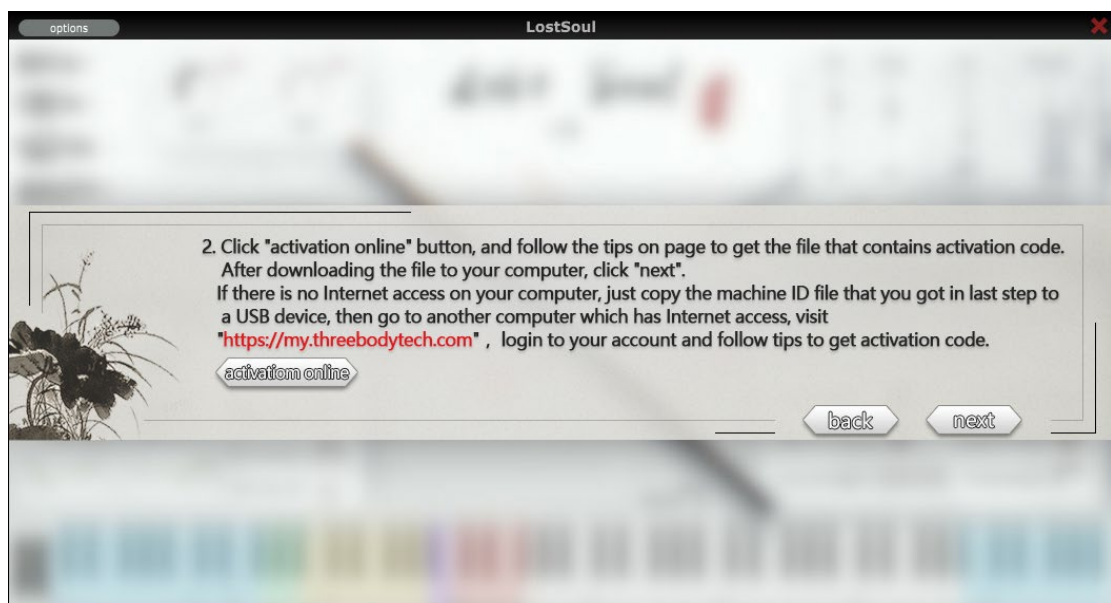 options
LostSoul
2. Click "activation online" button, and follow the tips on page to get the file that contains activation code.
After downloading the file to your computer, click "next".
If there is no Internet access on your computer, just copy the machine ID file that you got in last step to
a USB device, then go to another computer which has Internet access, visit
"https://my.threebodytech.com" , login to your account and follow tips to get activation code.
activatiom online
back
next